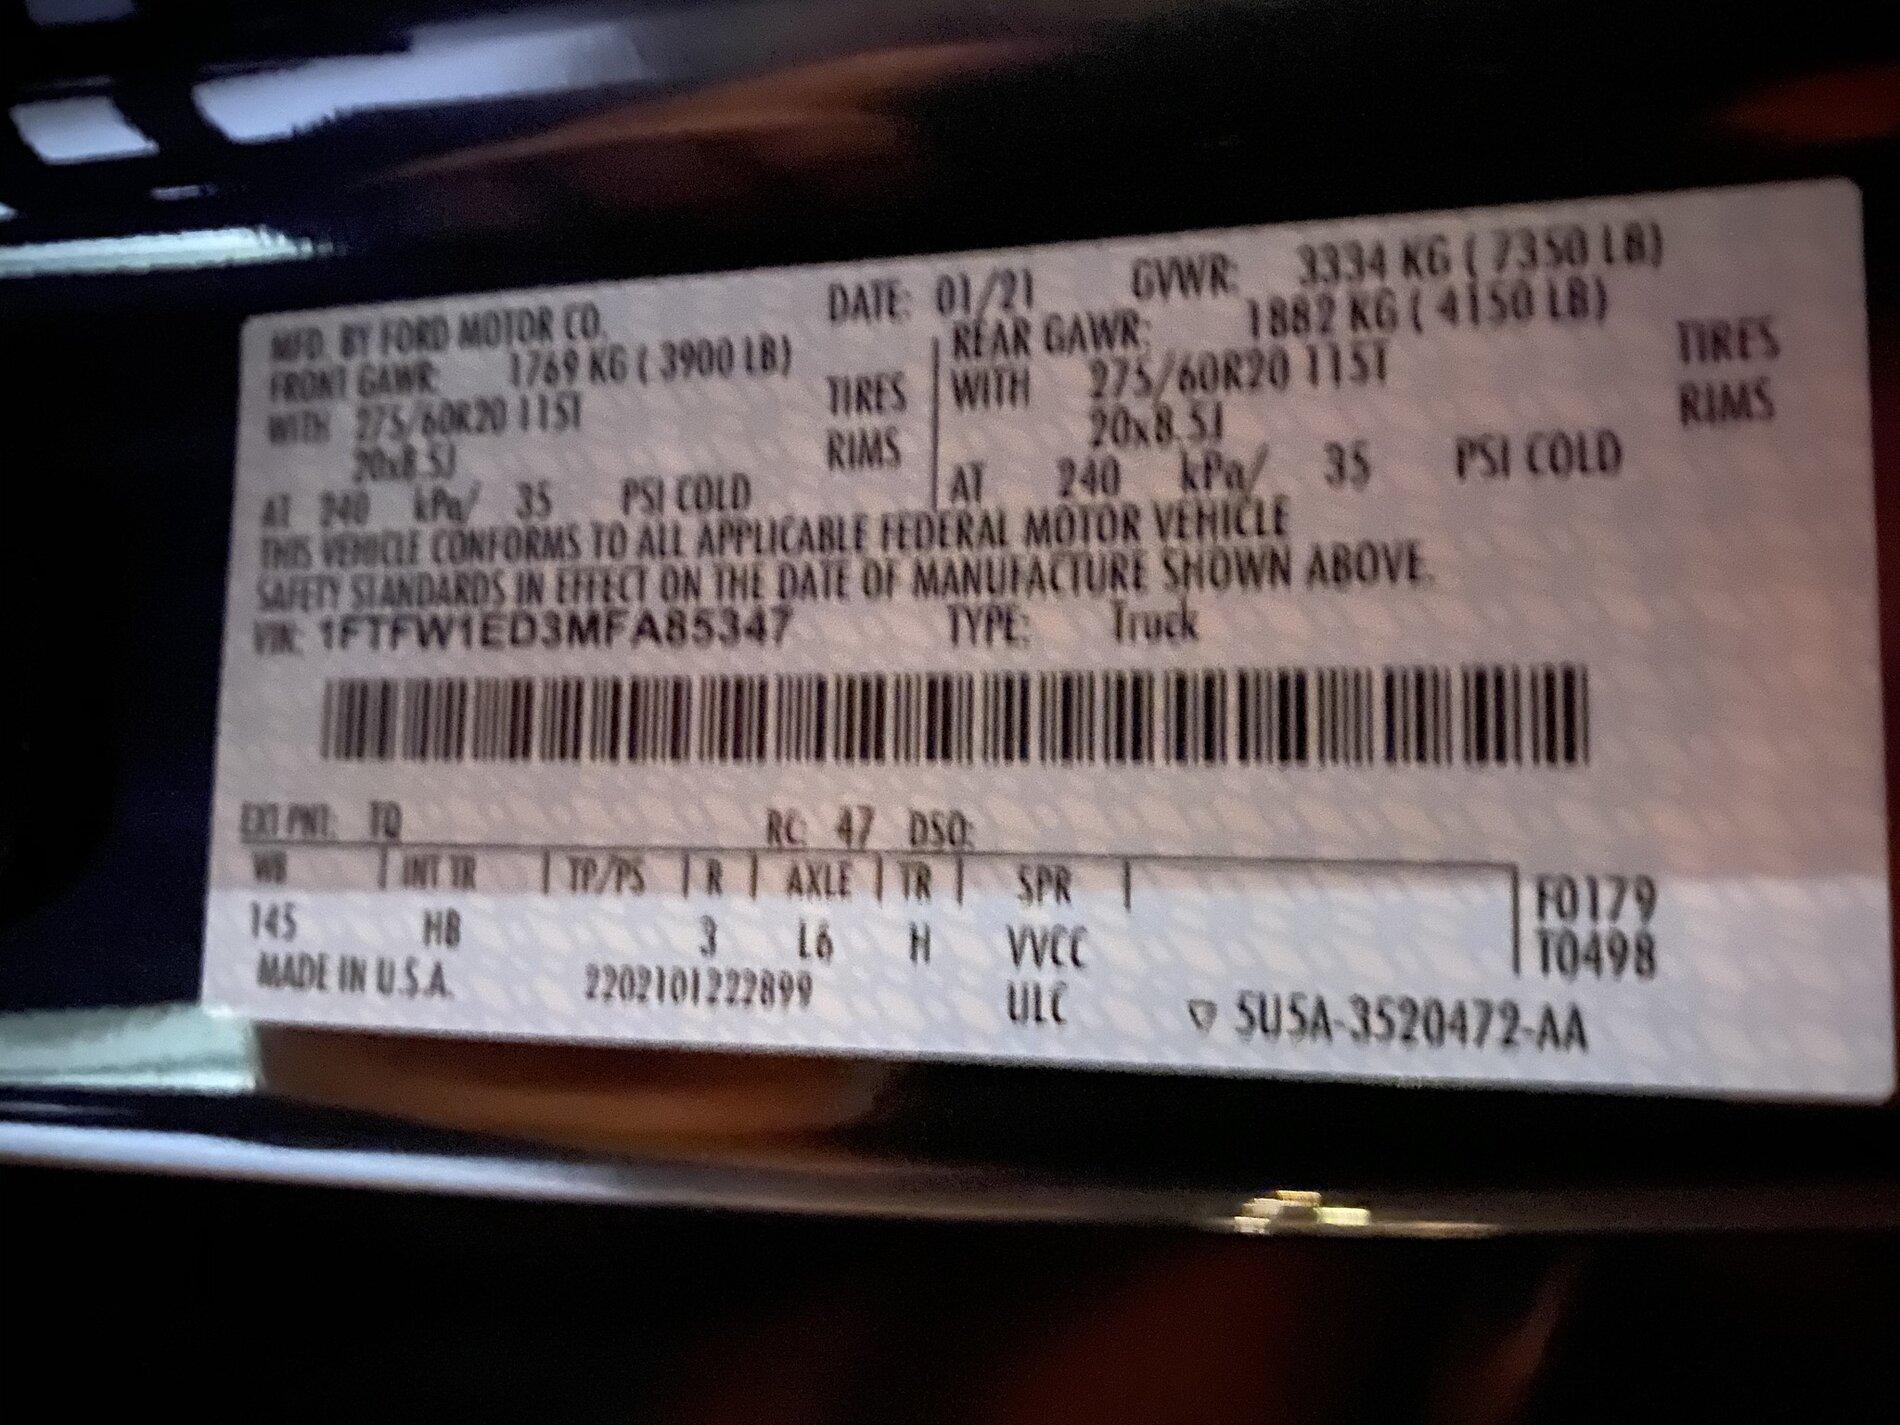 MFD. BY FORD MOTOR CO. DATE: 01/21 GVWR: 3334 KG ( 7350 LB)
FRONT GAWR: 1769 KG ( 3900 LB) REAR GAWR: 1882 KG ( 4150 LB)
WITH 275/60R20 115T TIRES WITH 275/60R20 115T TIRES
20x8.5J RIMS 20x8.5J RIMS
AT 240 kPa/ 35 PSI COLD AT 240 kPa/ 35 PSI COLD
THIS VEHICLE CONFORMS TO ALL APPLICABLE FEDERAL MOTOR VEHICLE
SAFETY STANDARDS IN EFFECT ON THE DATE OF MANUFACTURE SHOWN ABOVE.
VIN: 1FTFW1ED3MFA85347 TYPE: Truck
EXT PNT: TQ RC: 47 DSO:
WB INT TR TP/PS R AXLE TR SPR F0179
145 HB 3 L6 H VVCC T0498
MADE IN U.S.A. 2202101222899 ULC 5U5A-3520472-AA